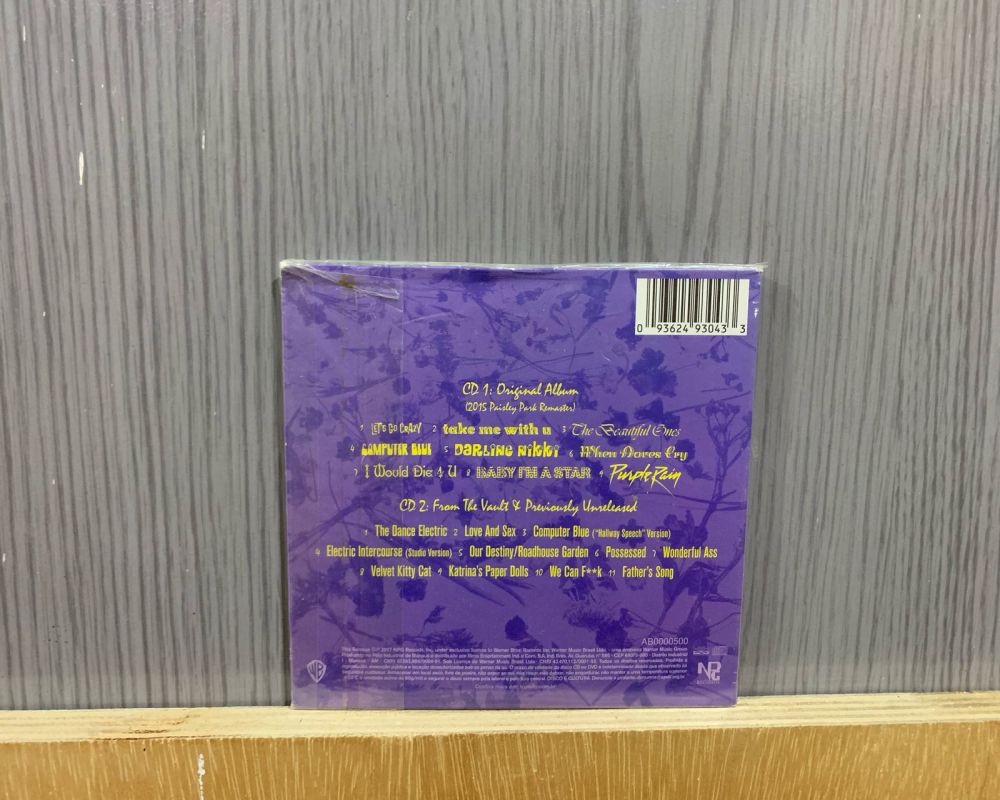 0 93624 93043 3
CD 1: Original Album
(2015 Paisley Park Remaster)
1 LET'S GO CRAZY 2 take me with u 3 The Beautiful Ones
4 COMPUTER BLUE 5 DARLING NIKKI 6 When Doves Cry
7 I Would Die 4 U 8 BABY I'M A STAR 9 Purple Rain
CD 2: From The Vault & Previously Unreleased
1 The Dance Electric 2 Love And Sex 3 Computer Blue ("Hallway Speech" Version)
4 Electric Intercourse (Studio Version) 5 Our Destiny/Roadhouse Garden 6 Possessed 7 Wonderful Ass
8 Velvet Kitty Cat 9 Katrina's Paper Dolls 10 We Can F**k 11 Father's Song
AB0000500
WB
NPG
RECORDS